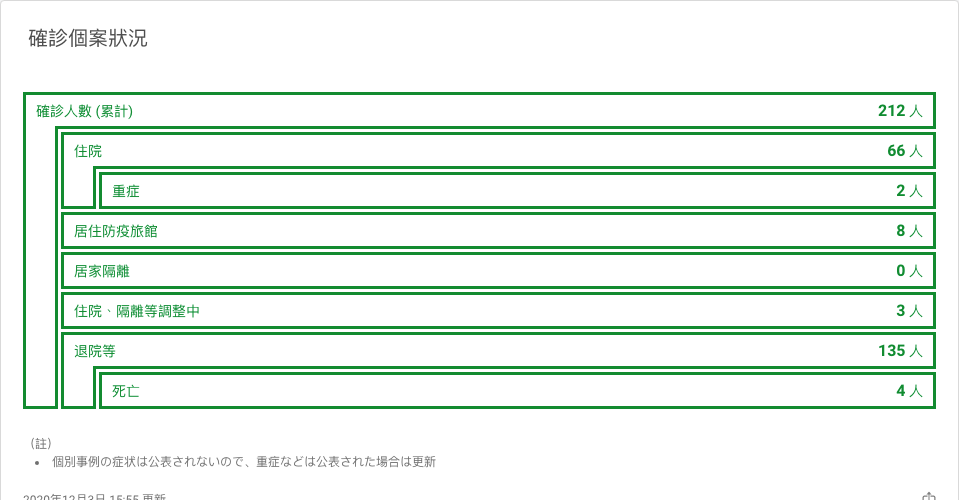 確診個案狀況
確診人數 (累計) 212 人
住院 66 人
重症 2 人
居住防疫旅館 8 人
居家隔離 0 人
住院、隔離等調整中 3 人
退院等 135 人
死亡 4 人
（註）
• 個別事例の症状は公表されないので、重症などは公表された場合は更新
2020年12月3日 15:55 更新